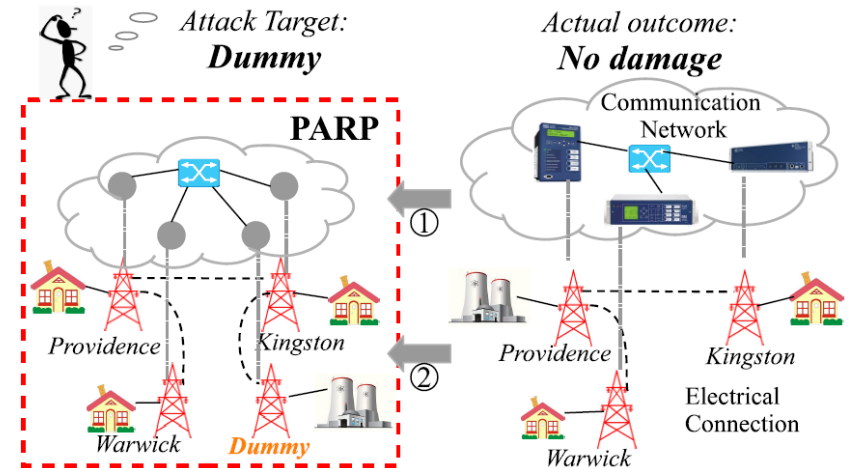 ?
Attack Target:
Dummy
Actual outcome:
No damage
PARP
Communication
Network
①
②
Providence
Kingston
Warwick
Dummy
Providence
Kingston
Warwick
Electrical
Connection